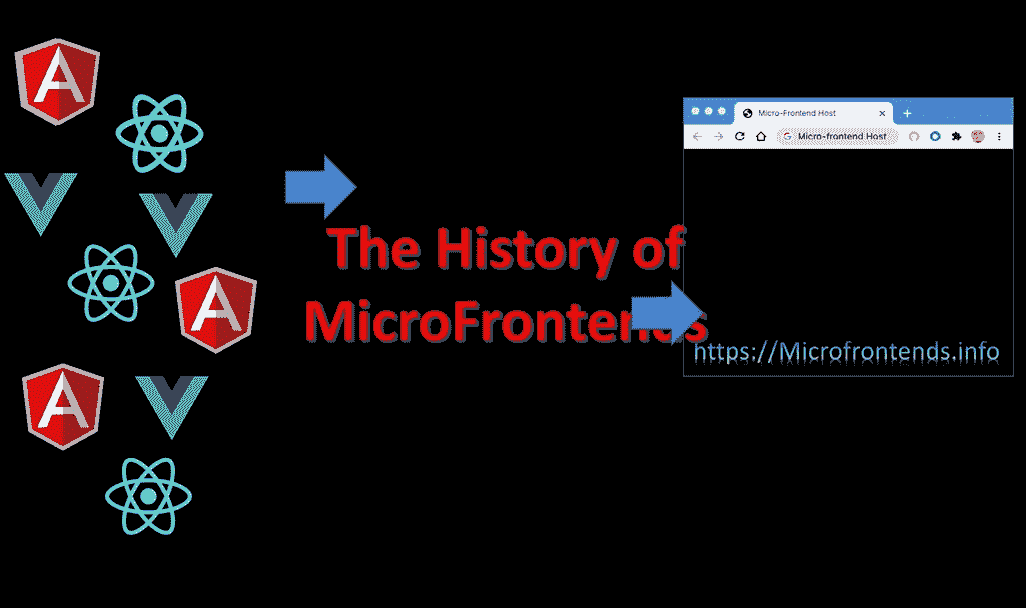 Micro-Frontend Host
Micro-frontend Host
The History of
MicroFrontends
https://Microfrontends.info